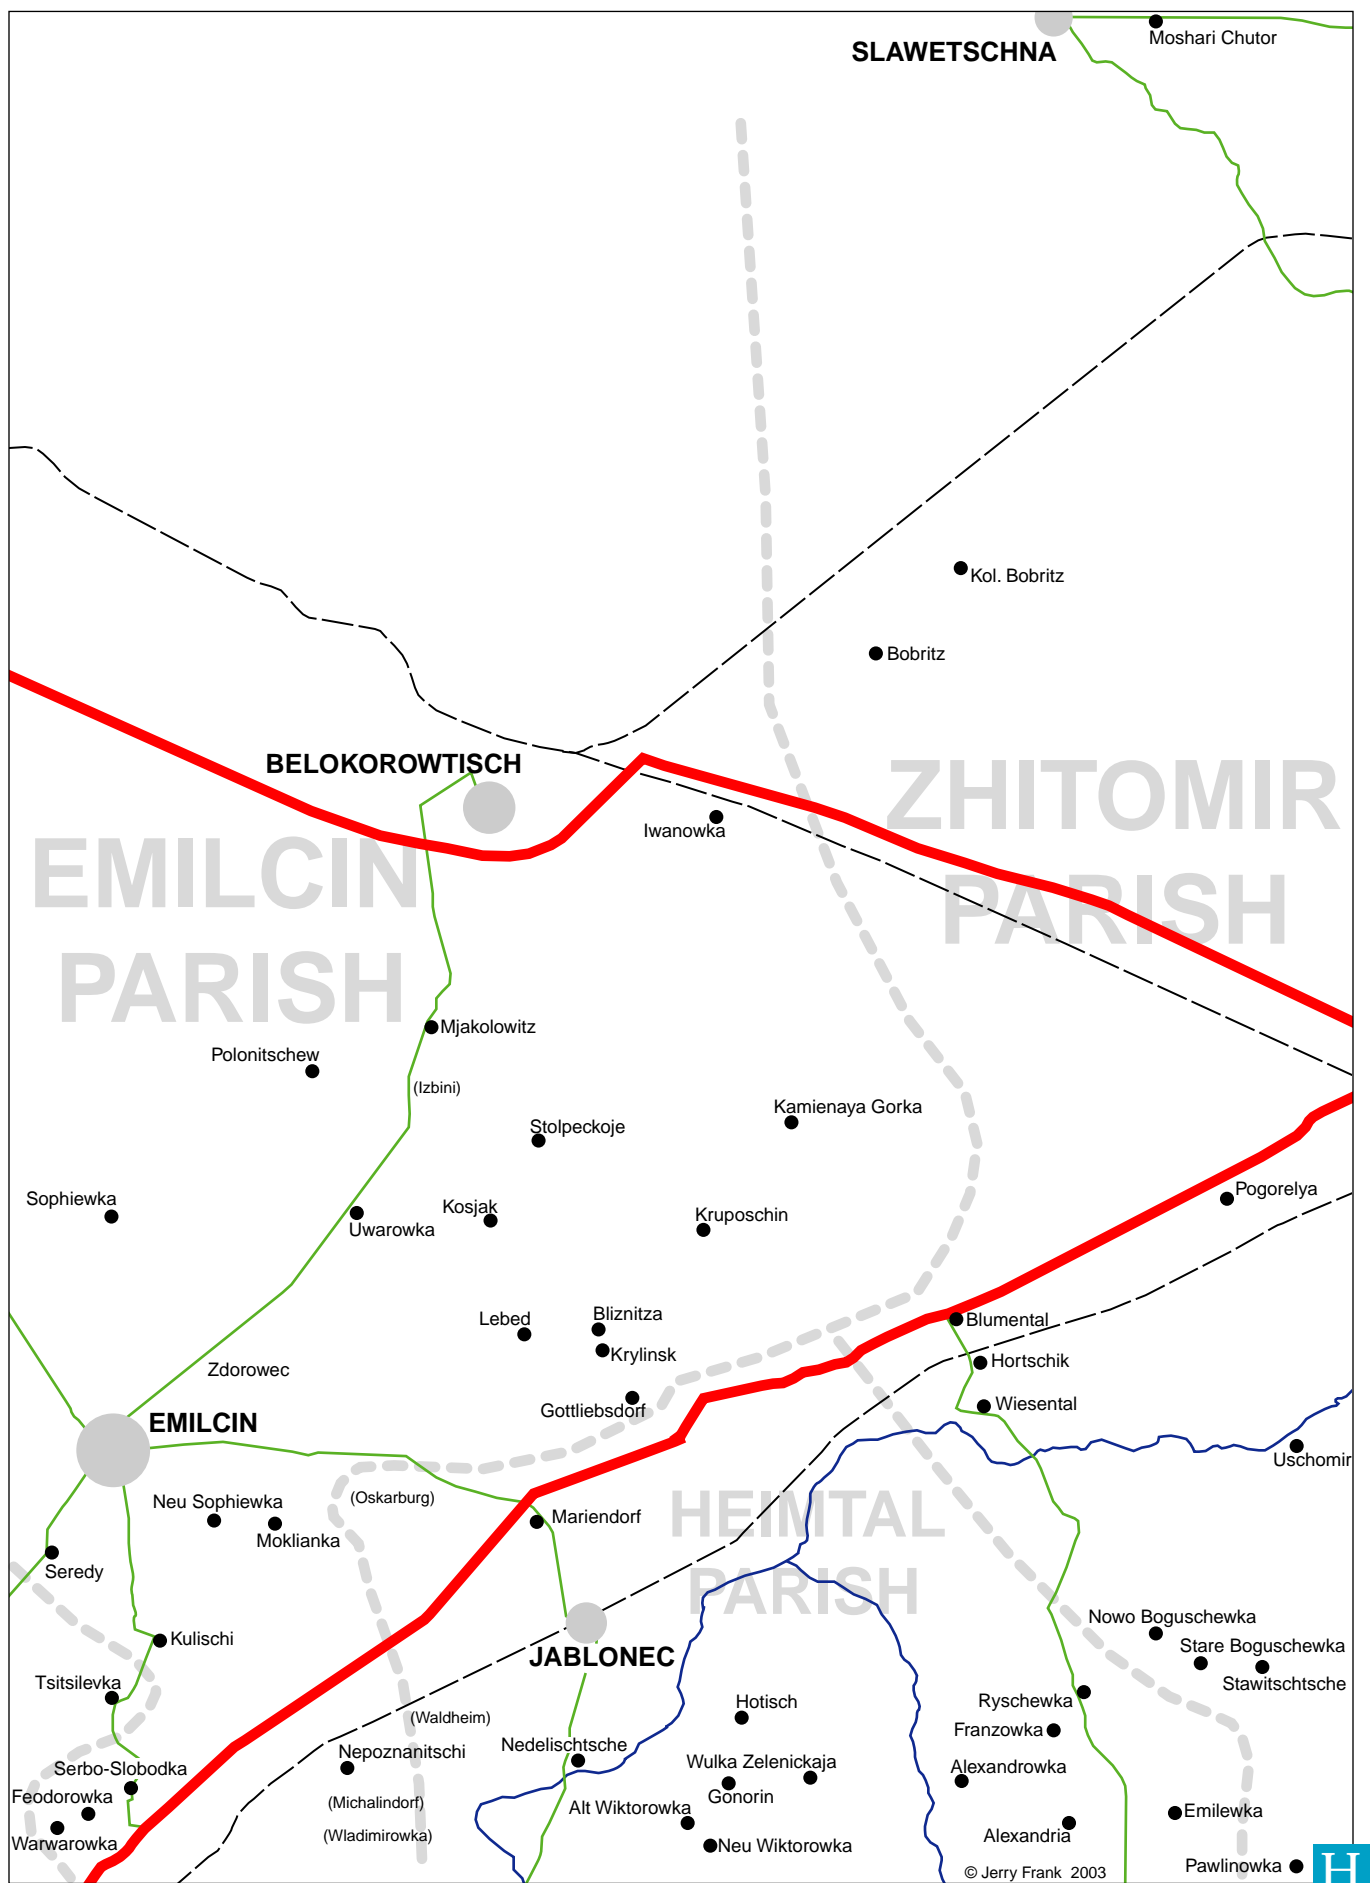 SLAWETSCHNA
Moshari Chutor
Kol. Bobritz
Bobritz
BELOKOROWTISCH
ZHITOMIR
PARISH
Iwanowka
EMILCIN
PARISH
Mjakolowitz
Polonitschew
(Izbini)
Kamienaya Gorka
Stolpeckoje
Sophiewka
Uwarowka
Kosjak
Kruposchin
Pogorelya
Lebed
Bliznitza
Krylinsk
Blumental
Hortschik
Zdorowec
Gottliebsdorf
Wiesental
EMILCIN
Uschomir
Neu Sophiewka
Moklianka
(Oskarburg)
Mariendorf
HEIMTAL
PARISH
Seredy
Kulischi
JABLONEC
Nowo Boguschewka
Stare Boguschewka
Stawitschtsche
Tsitsilevka
Ryschewka
Hotisch
(Waldheim)
Franzowka
Nepoznanitschi
Nedelischtsche
Serbo-Slobodka
Wulka Zelenickaja
Gonorin
Alexandrowka
Feodorowka
(Michalindorf)
Alt Wiktorowka
Emilewka
Warwarowka
(Wladimirowka)
Neu Wiktorowka
Alexandria
Pawlinowka
© Jerry Frank 2003
H